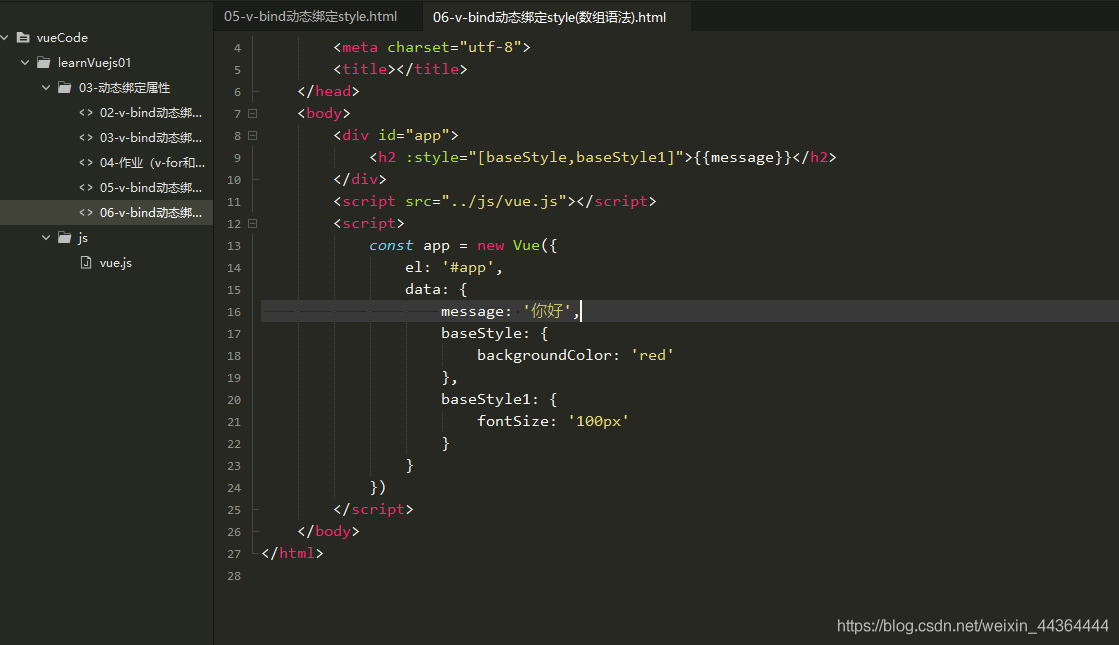 05-v-bind动态绑定style.html
06-v-bind动态绑定style(数组语法).html
vueCode
learnVuejs01
03-动态绑定属性
02-v-bind动态绑...
03-v-bind动态绑...
04-作业（v-for和...
05-v-bind动态绑...
06-v-bind动态绑...
js
vue.js
4 <meta charset="utf-8">
5 <title></title>
6 </head>
7 <body>
8 <div id="app">
9 <h2 :style="[baseStyle,baseStyle1]">{{message}}</h2>
10 </div>
11 <script src="../js/vue.js"></script>
12 <script>
13 const app = new Vue({
14 el: '#app',
15 data: {
16 message: '你好',
17 baseStyle: {
18 backgroundColor: 'red'
19 },
20 baseStyle1: {
21 fontSize: '100px'
22 }
23 }
24 })
25 </script>
26 </body>
27 </html>
28
https://blog.csdn.net/weixin_44364444